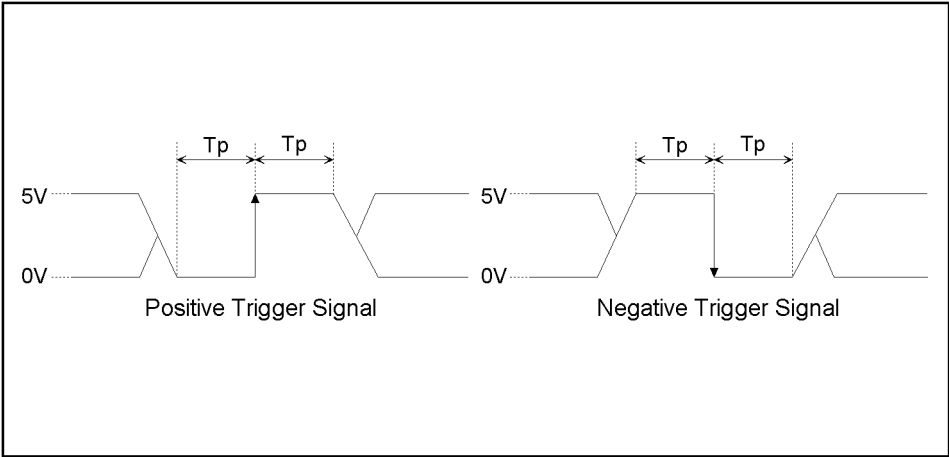 Tp Tp
5V
0V
Positive Trigger Signal
Tp Tp
5V
0V
Negative Trigger Signal